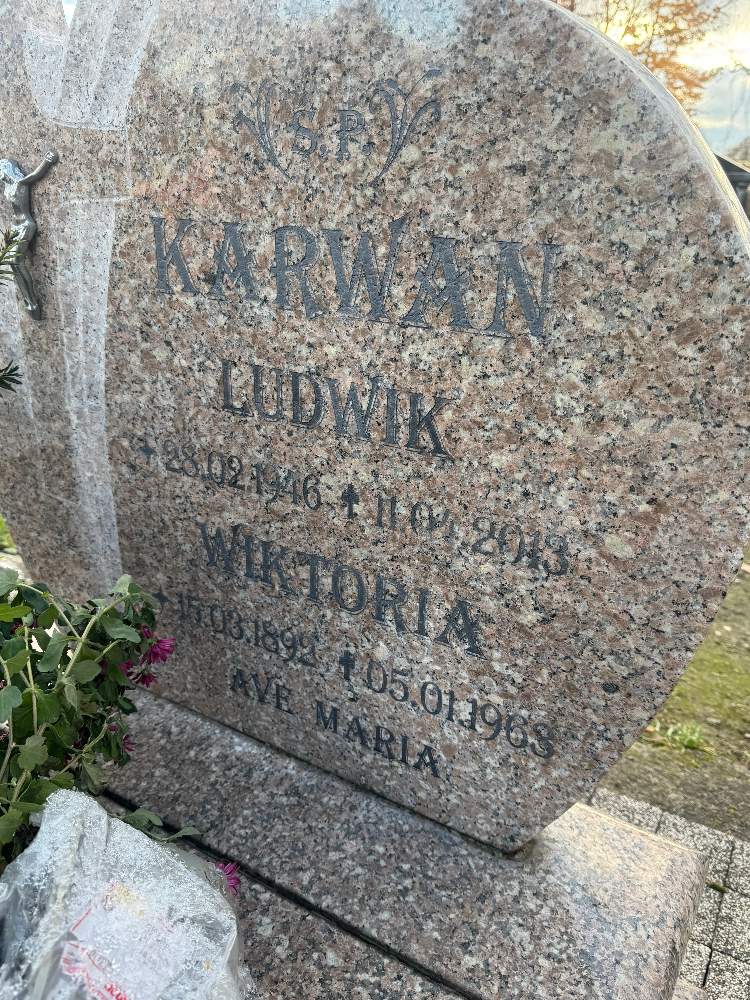 S. P.
KARWAN
LUDWIK
28.02.1946 11.04.2013
WIKTORIA
15.03.1892 05.01.1963
AVE MARIA